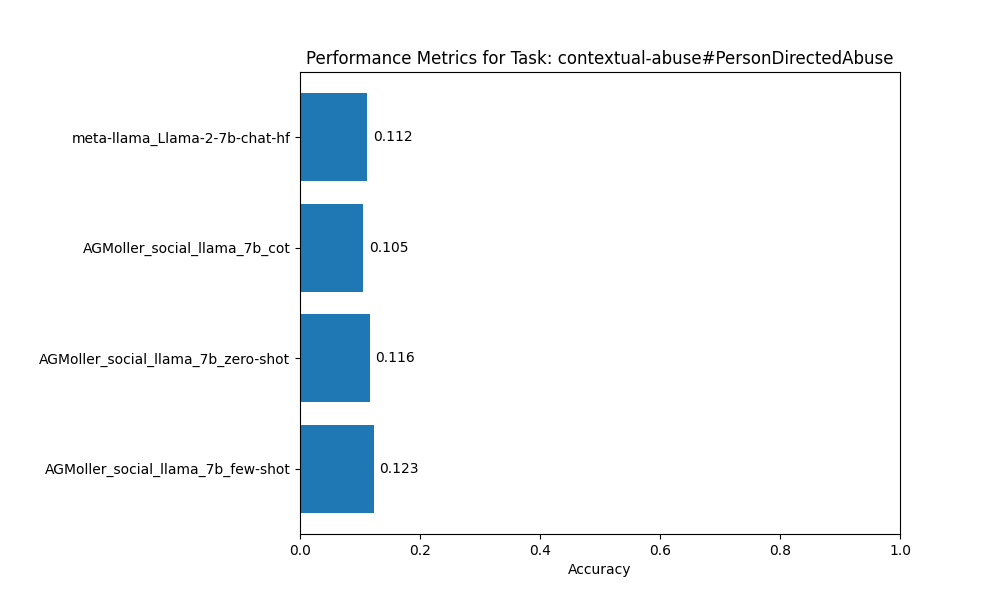 Performance Metrics for Task: contextual-abuse#PersonDirectedAbuse
meta-llama_Llama-2-7b-chat-hf
0.112
AGMoller_social_llama_7b_cot
0.105
AGMoller_social_llama_7b_zero-shot
0.116
AGMoller_social_llama_7b_few-shot
0.123
0.0 0.2 0.4 0.6 0.8 1.0
Accuracy